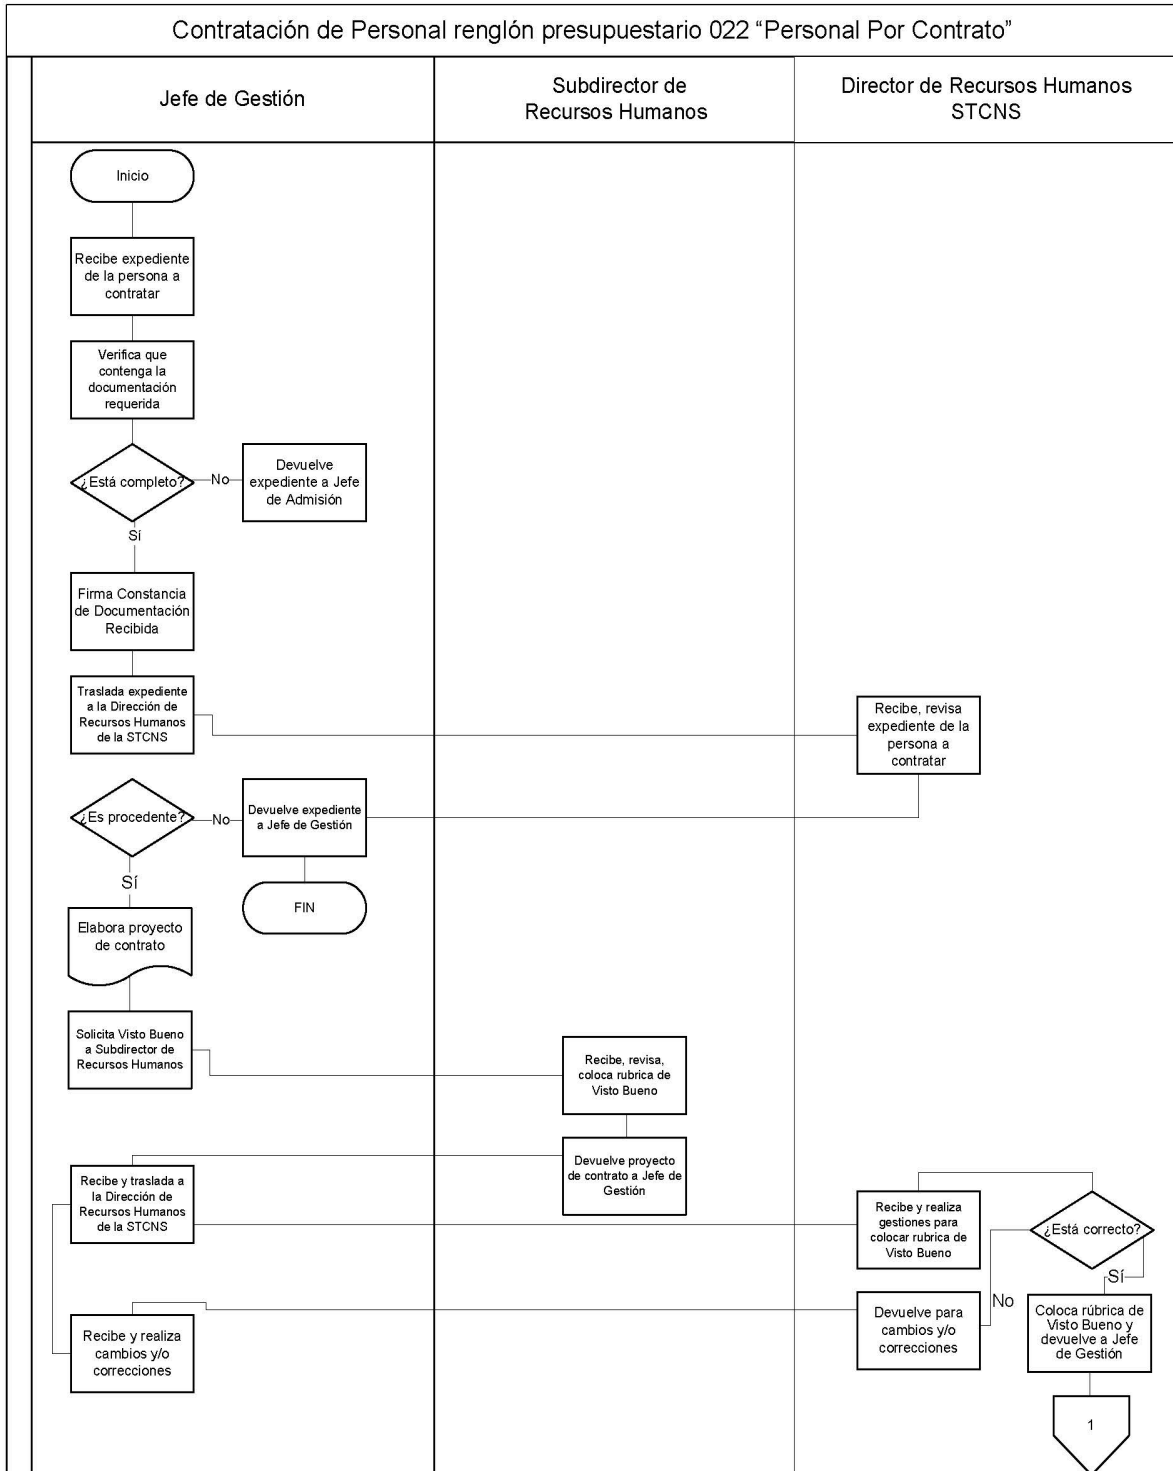 Contratación de Personal renglón presupuestario 022 “Personal Por Contrato”
Jefe de Gestión
Subdirector de
Recursos Humanos
Director de Recursos Humanos
STCNS
Inicio
Recibe expediente
de la persona a
contratar
Verifica que
contenga la
documentación
requerida
¿Está completo?
No
Devuelve
expediente a Jefe
de Admisión
Sí
Firma Constancia
de Documentación
Recibida
Traslada expediente
a la Dirección de
Recursos Humanos
de la STCNS
Recibe, revisa
expediente de la
persona a
contratar
¿Es procedente?
No
Devuelve expediente
a Jefe de Gestión
Sí
FIN
Elabora proyecto
de contrato
Solicita Visto Bueno
a Subdirector de
Recursos Humanos
Recibe, revisa,
coloca rubrica de
Visto Bueno
Devuelve proyecto
de contrato a Jefe de
Gestión
Recibe y traslada a
la Dirección de
Recursos Humanos
de la STCNS
Recibe y realiza
gestiones para
colocar rubrica de
Visto Bueno
¿Está correcto?
Sí
No
Devuelve para
cambios y/o
correcciones
Coloca rúbrica de
Visto Bueno y
devuelve a Jefe
de Gestión
Recibe y realiza
cambios y/o
correcciones
1